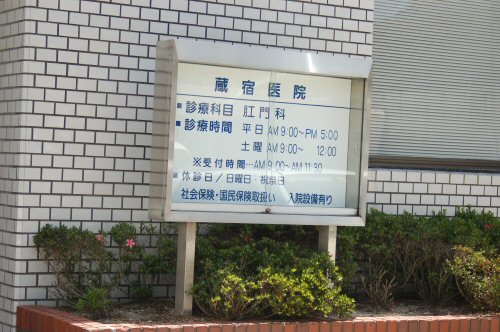 蔵宿医院
■診療科目 肛門科
■診療時間 平日 AM 9:00〜PM 5:00
土曜 AM 9:00〜 12:00
※受付時間…AM 9:00〜AM 11:30
■休診日/日曜日・祝祭日
社会保険・国民保険取扱い 入院設備有り